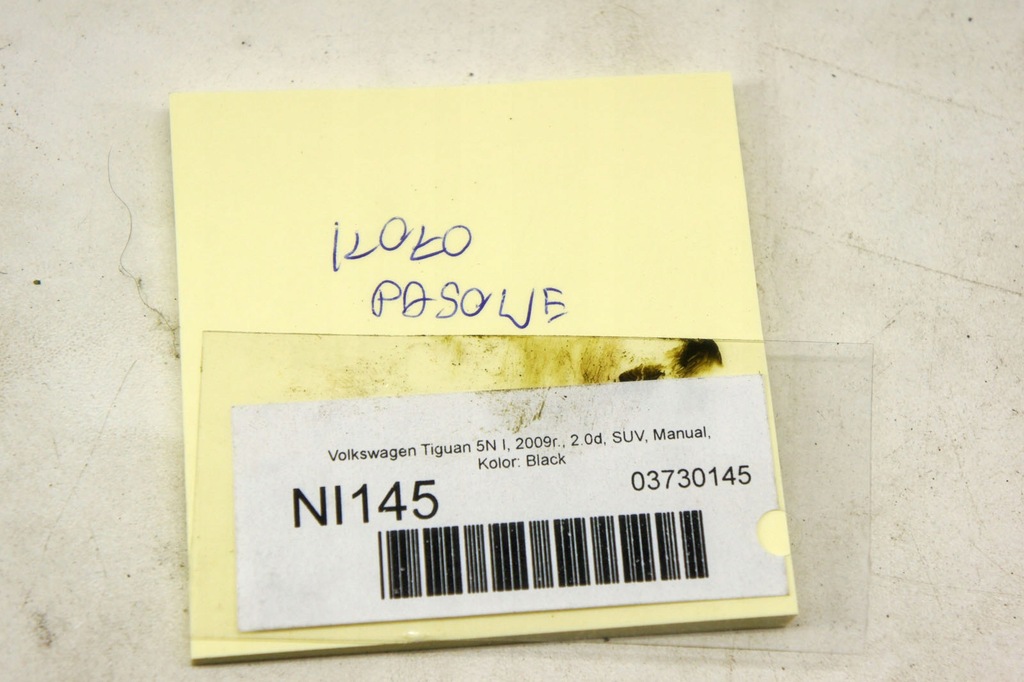 KOŁO
PASOWE
Volkswagen Tiguan 5N I, 2009r., 2.0d, SUV, Manual,
Kolor: Black
NI145
03730145